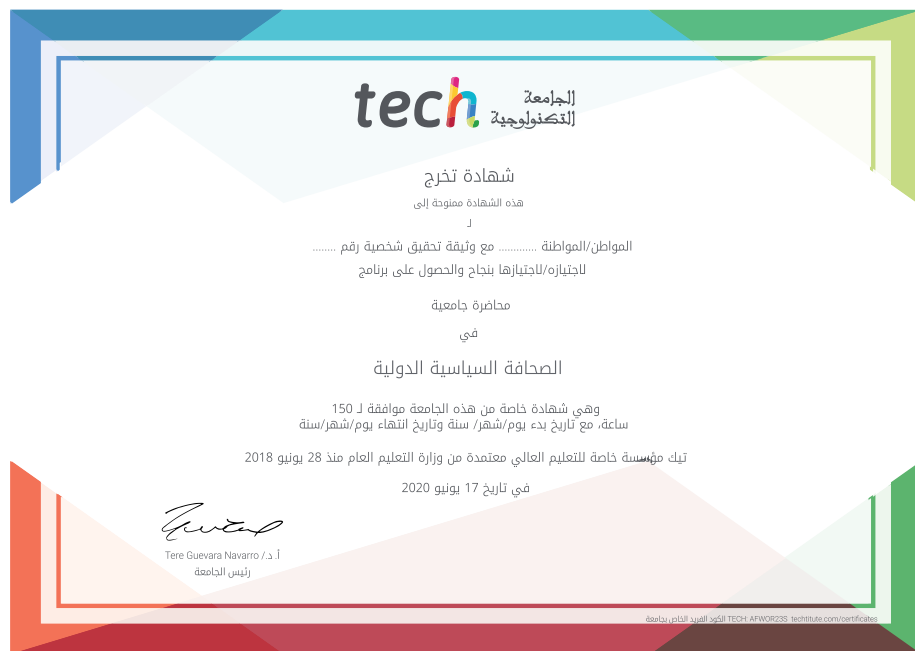 tech الجامعة
التكنولوجية
شهادة تخرج
هذه الشهادة ممنوحة إلى
لـ
المواطن/المواطنة ............ مع وثيقة تحقيق شخصية رقم ........
لاجتيازه/لاجتيازها بنجاح والحصول على برنامج
محاضرة جامعية
في
الصحافة السياسية الدولية
وهي شهادة خاصة من هذه الجامعة موافقة لـ 150
ساعة، مع تاريخ بدء يوم/شهر/ سنة وتاريخ انتهاء يوم/شهر/سنة
تيك مؤسسة خاصة للتعليم العالي معتمدة من وزارة التعليم العام منذ 28 يونيو 2018
في تاريخ 17 يونيو 2020
أ. د./ Tere Guevara Navarro
رئيس الجامعة
الكود الفريد الخاص بجامعة TECH: AFWOR23S. techtitute.com/certificates